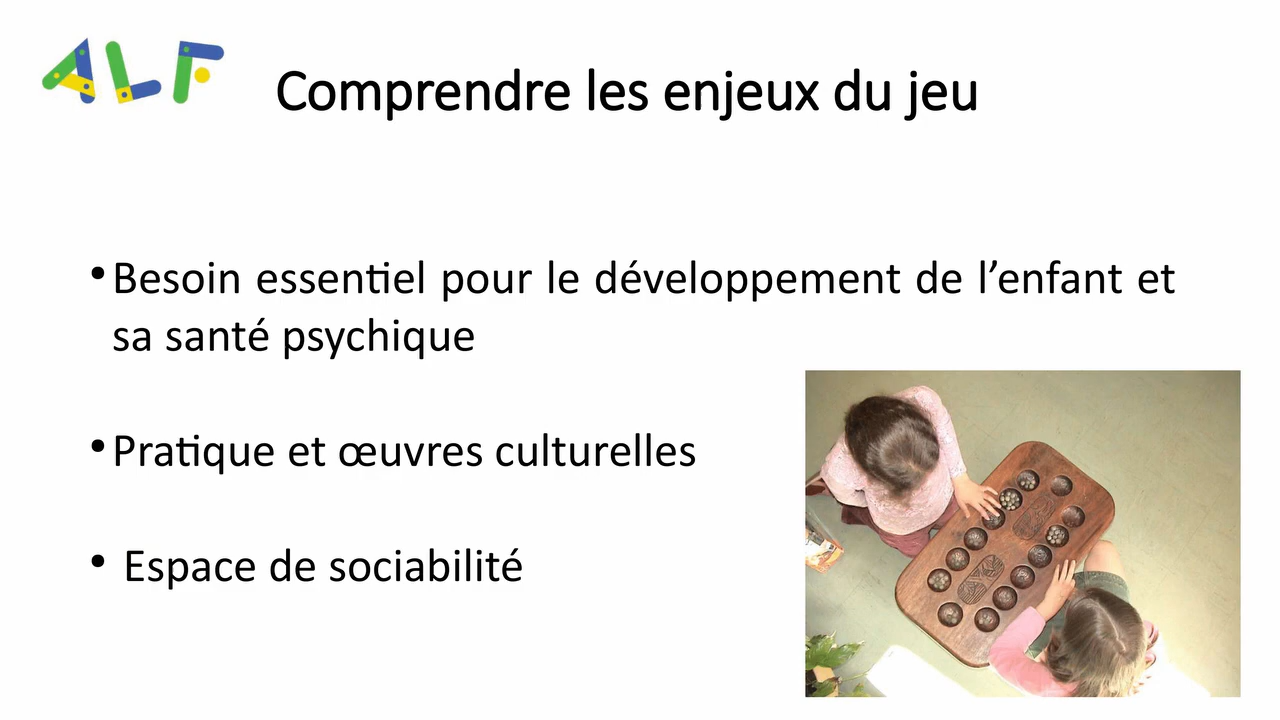 ALF
Comprendre les enjeux du jeu
• Besoin essentiel pour le développement de l’enfant et
sa santé psychique
• Pratique et œuvres culturelles
• Espace de sociabilité